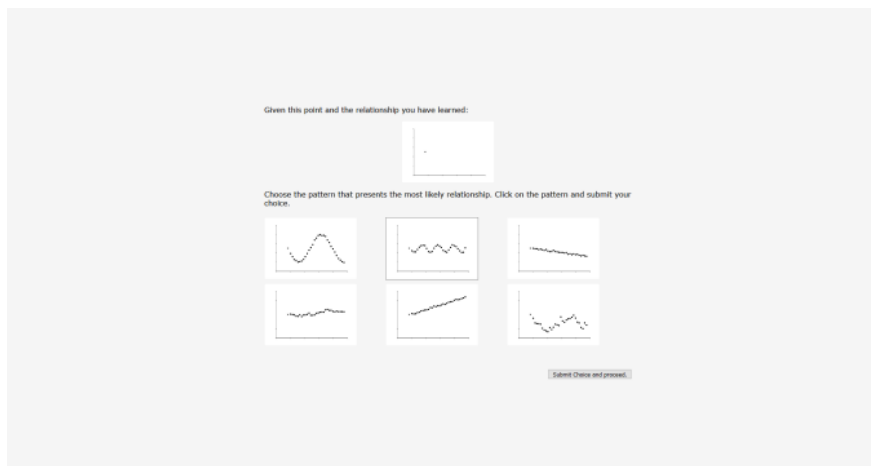 Given this point and the relationship you have learned:
Choose the pattern that presents the most likely relationship. Click on the pattern and submit your
choice.
Submit Choice and proceed.